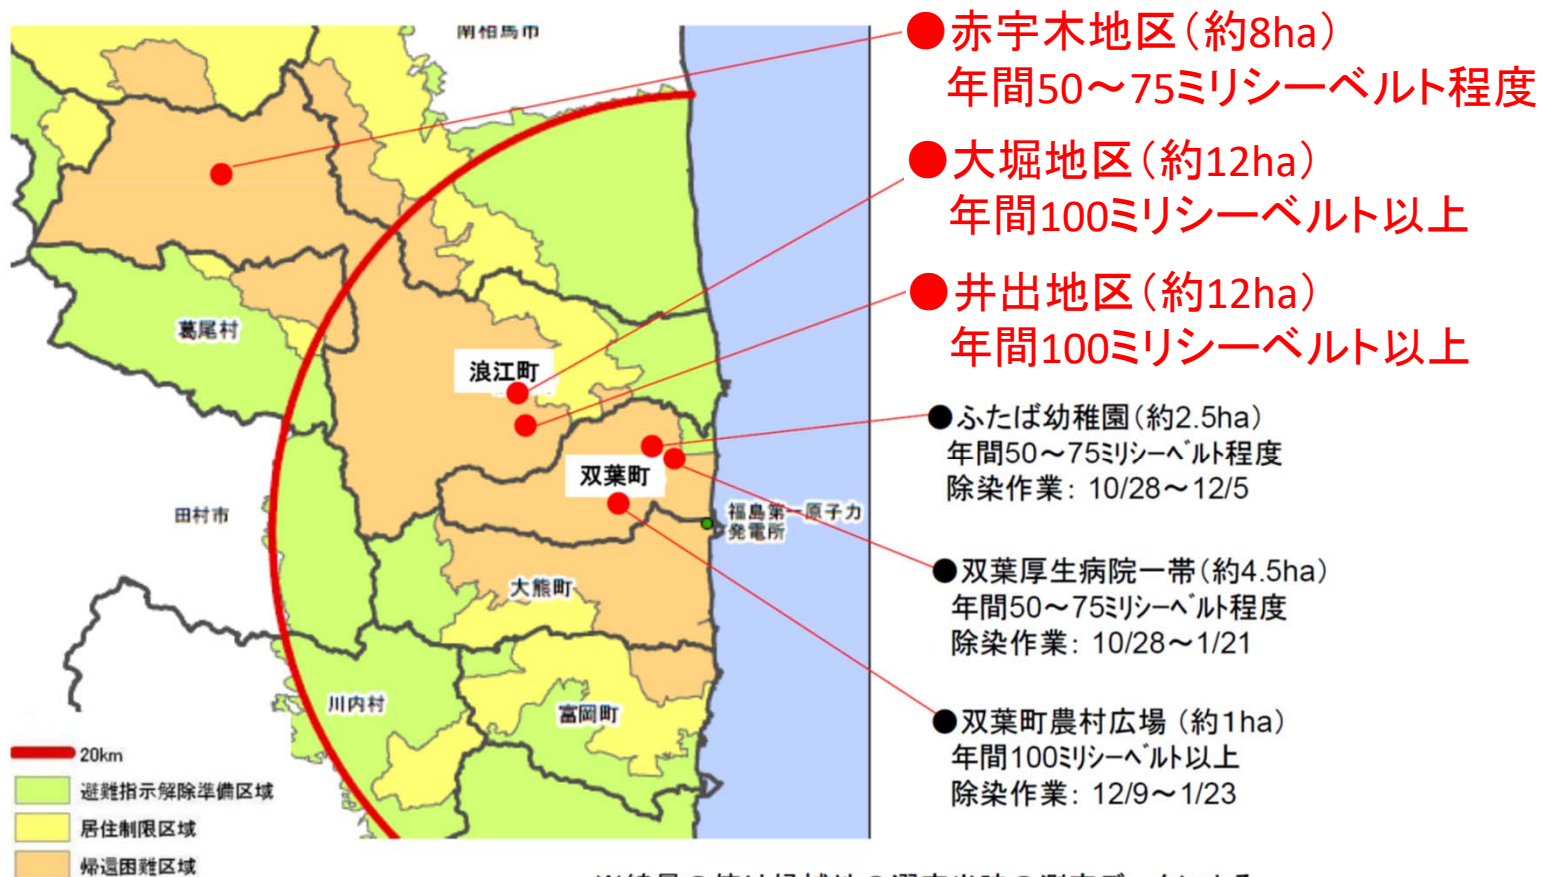 南相馬市
●赤宇木地区（約8ha）
年間50～75ミリシーベルト程度
●大堀地区（約12ha）
年間100ミリシーベルト以上
●井出地区（約12ha）
年間100ミリシーベルト以上
葛尾村
浪江町
●ふたば幼稚園（約2.5ha）
年間50～75ﾐﾘｼｰﾍﾞﾙﾄ程度
除染作業： 10/28～12/5
双葉町
田村市
福島第一原子力
発電所
●双葉厚生病院一帯（約4.5ha）
年間50～75ﾐﾘｼｰﾍﾞﾙﾄ程度
除染作業： 10/28～1/21
大熊町
川内村
富岡町
●双葉町農村広場 （約１ha）
年間100ﾐﾘｼｰﾍﾞﾙﾄ以上
除染作業： 12/9～1/23
20km
避難指示解除準備区域
居住制限区域
帰還困難区域